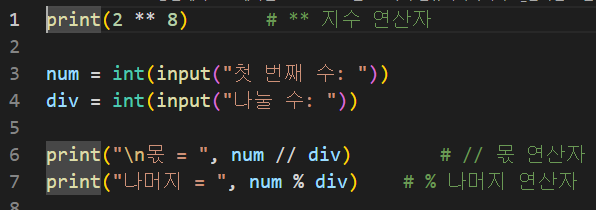 1 print(2 ** 8)        # ** 지수 연산자
2
3 num = int(input("첫 번째 수: "))
4 div = int(input("나눌 수: "))
5
6 print("\n몫 = ", num // div)        # // 몫 연산자
7 print("나머지 = ", num % div)    # % 나머지 연산자
8